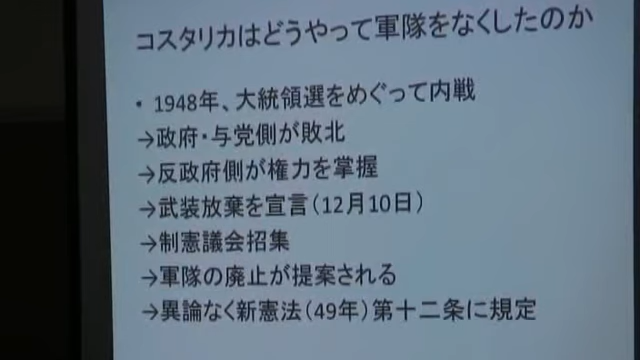 コスタリカはどうやって軍隊をなくしたのか
• 1948年、大統領選をめぐって内戦
→政府・与党側が敗北
→反政府側が権力を掌握
→武装放棄を宣言（12月10日）
→制憲議会招集
→軍隊の廃止が提案される
→異論なく新憲法（49年）第十二条に規定